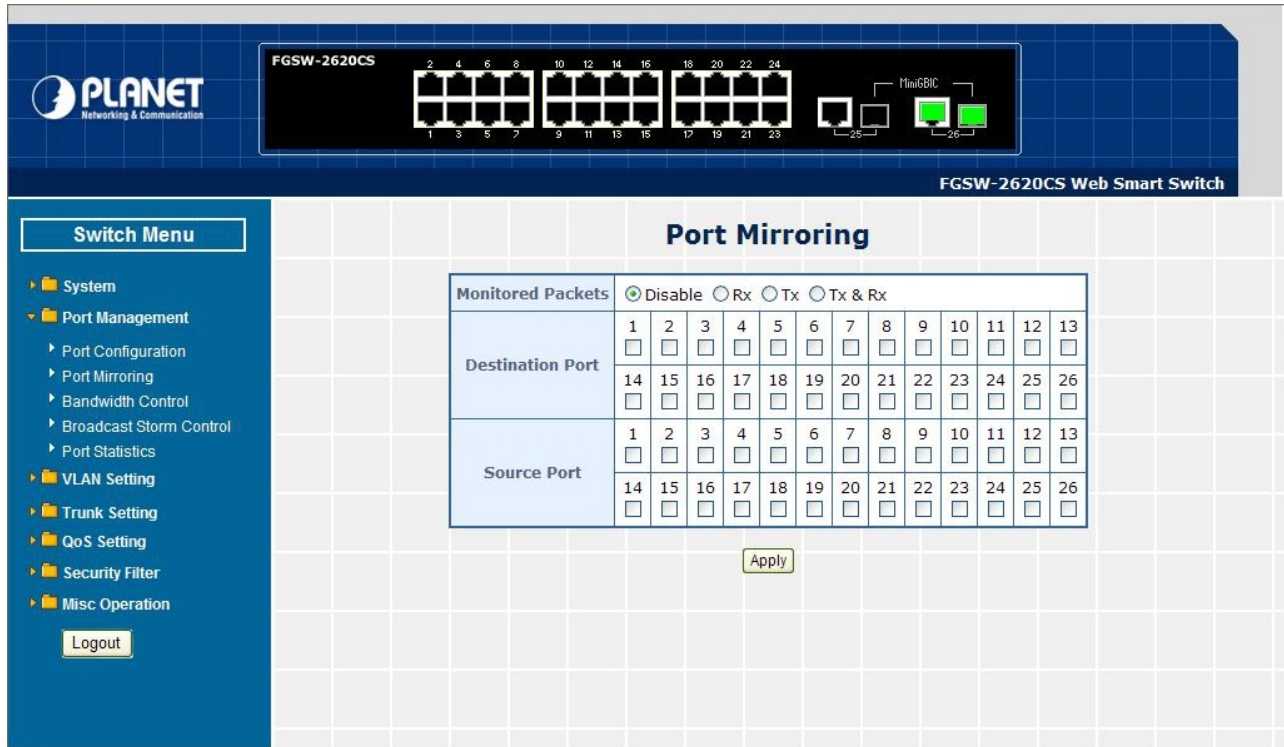 PLANET
Networking & Communication
FGSW-2620CS
2 4 6 8 10 12 14 16 18 20 22 24
MiniGBIC
1 3 5 7 9 11 13 15 17 19 21 23
25 26
FGSW-2620CS Web Smart Switch
Switch Menu
System
Port Management
Port Configuration
Port Mirroring
Bandwidth Control
Broadcast Storm Control
Port Statistics
VLAN Setting
Trunk Setting
QoS Setting
Security Filter
Misc Operation
Logout
Port Mirroring
Monitored Packets Disable Rx Tx Tx & Rx
Destination Port
1 2 3 4 5 6 7 8 9 10 11 12 13
14 15 16 17 18 19 20 21 22 23 24 25 26
Source Port
1 2 3 4 5 6 7 8 9 10 11 12 13
14 15 16 17 18 19 20 21 22 23 24 25 26
Apply